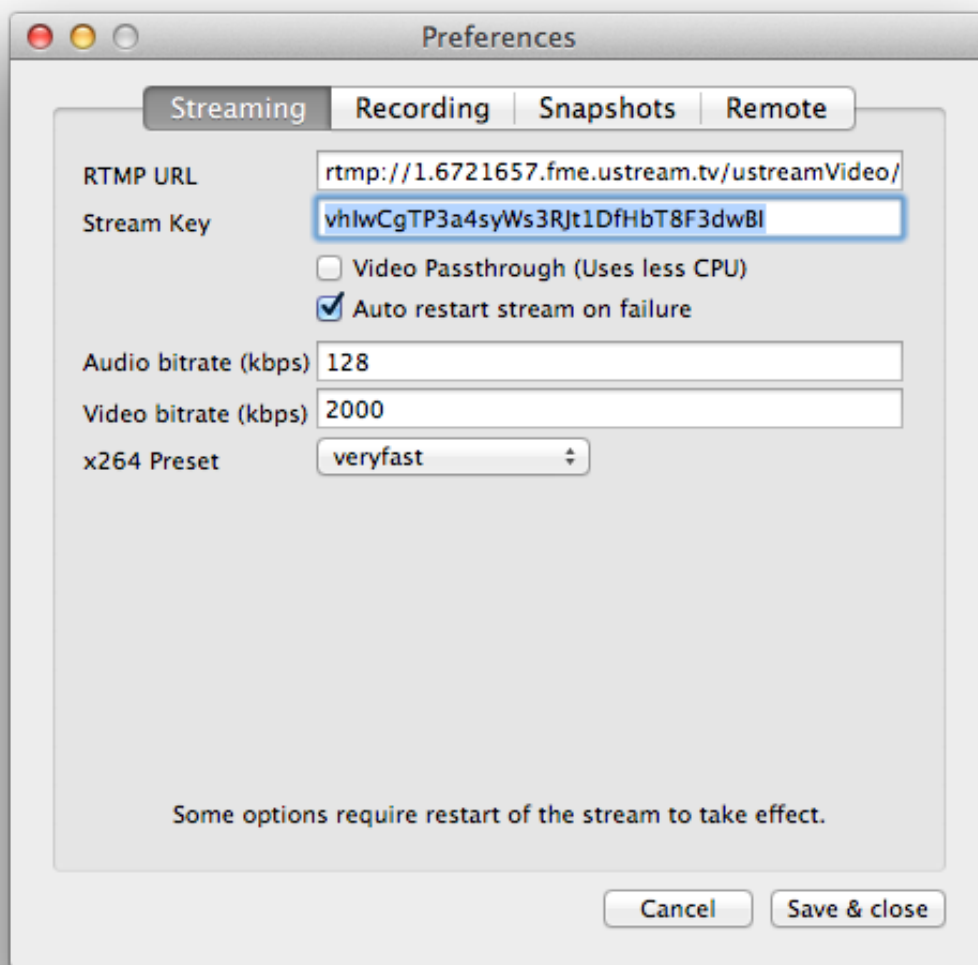 Preferences
Streaming Recording Snapshots Remote
RTMP URL rtmp://1.6721657.fme.ustream.tv/ustreamVideo/
Stream Key vhIwCgTP3a4syWs3RJt1DfHbT8F3dwBI
Video Passthrough (Uses less CPU)
Auto restart stream on failure
Audio bitrate (kbps) 128
Video bitrate (kbps) 2000
x264 Preset veryfast
Some options require restart of the stream to take effect.
Cancel Save & close